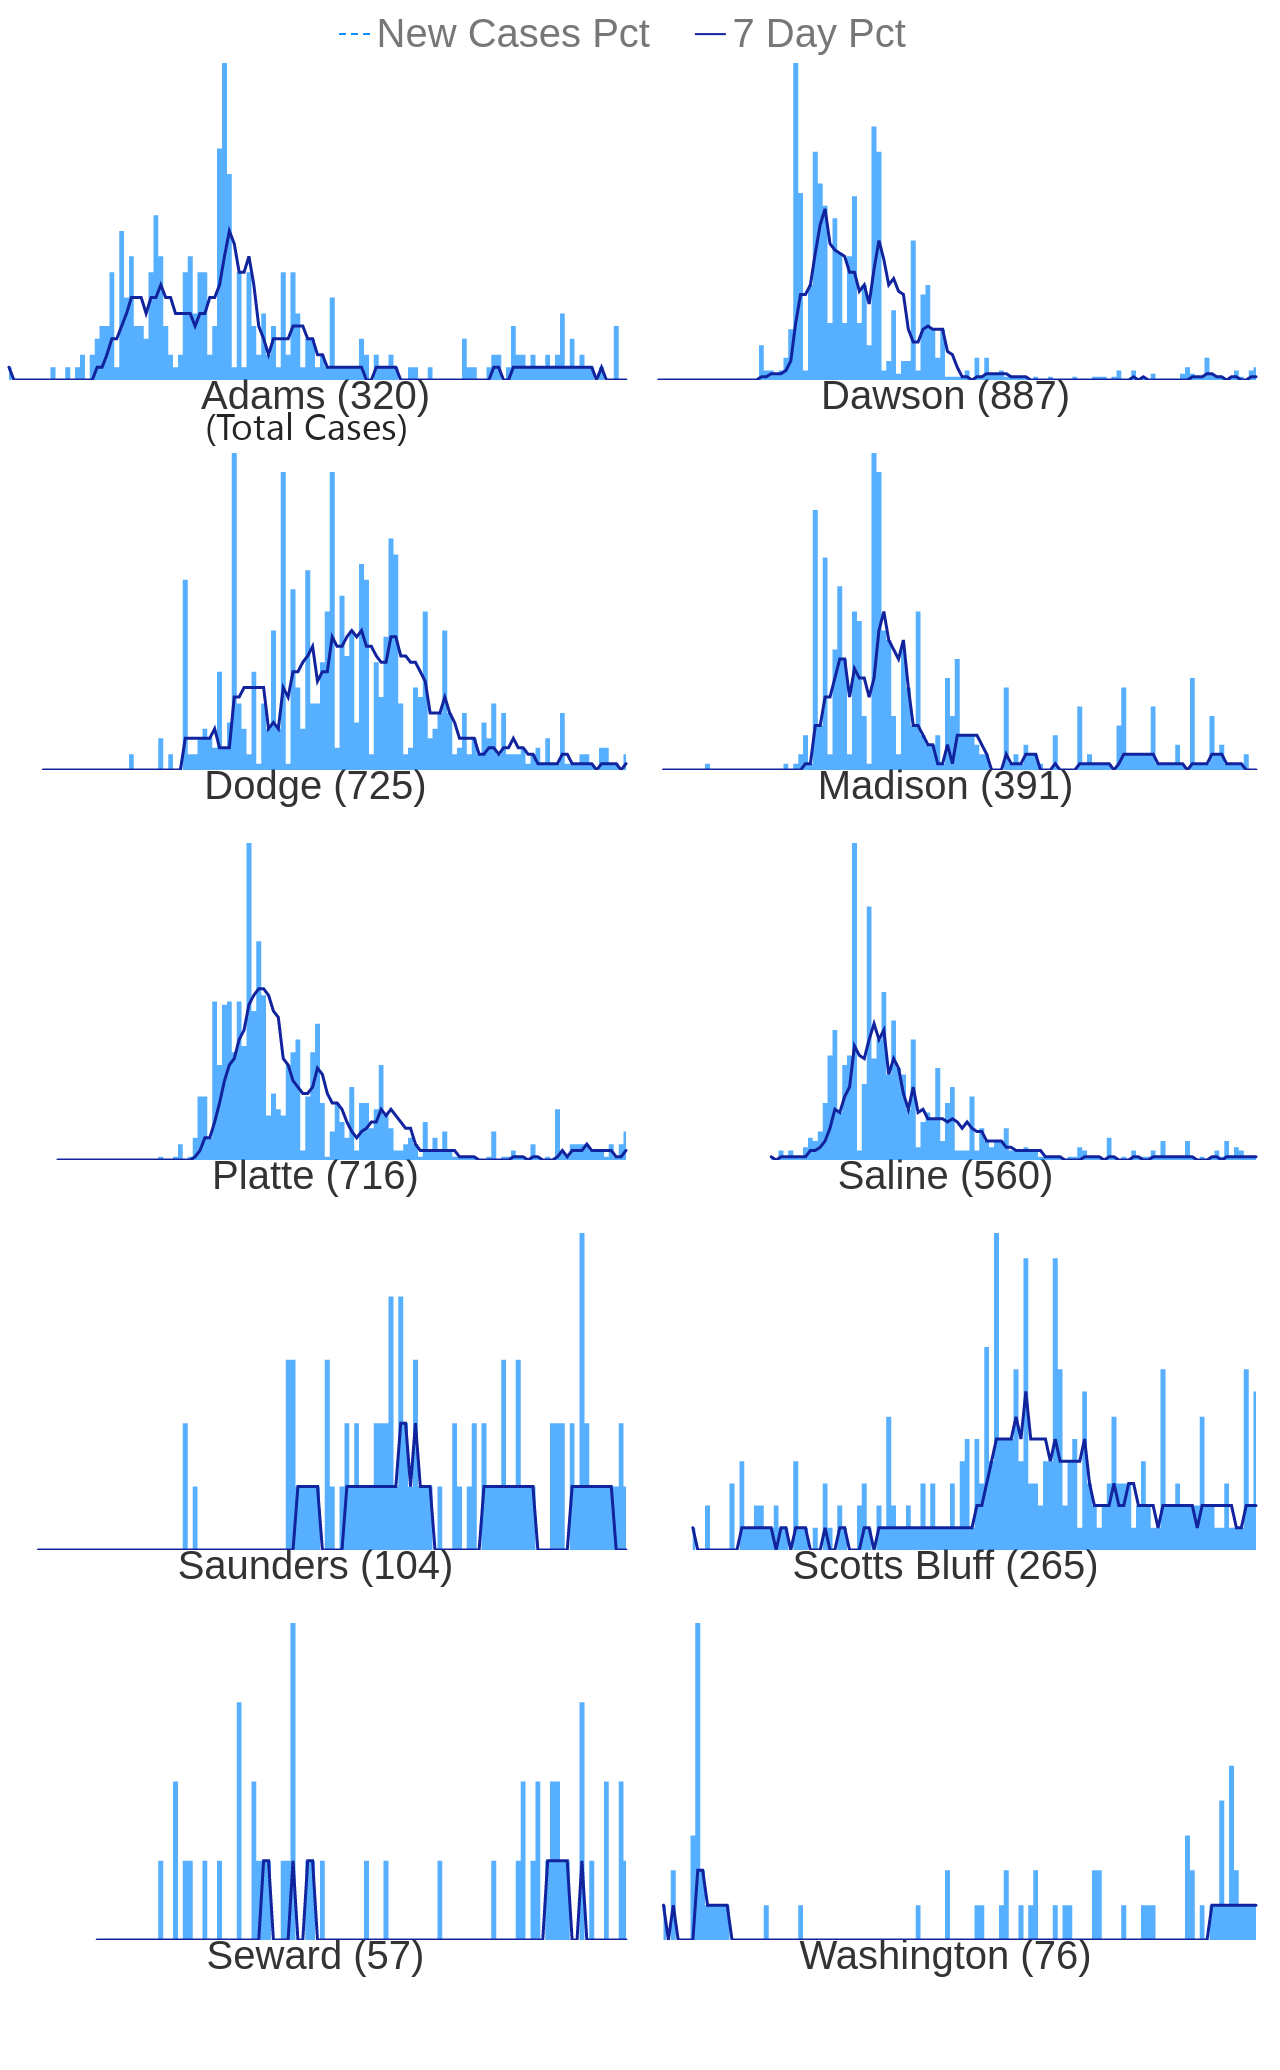 New Cases Pct 7 Day Pct
Adams (320) Dawson (887)
(Total Cases)
Dodge (725) Madison (391)
Platte (716) Saline (560)
Saunders (104) Scotts Bluff (265)
Seward (57) Washington (76)